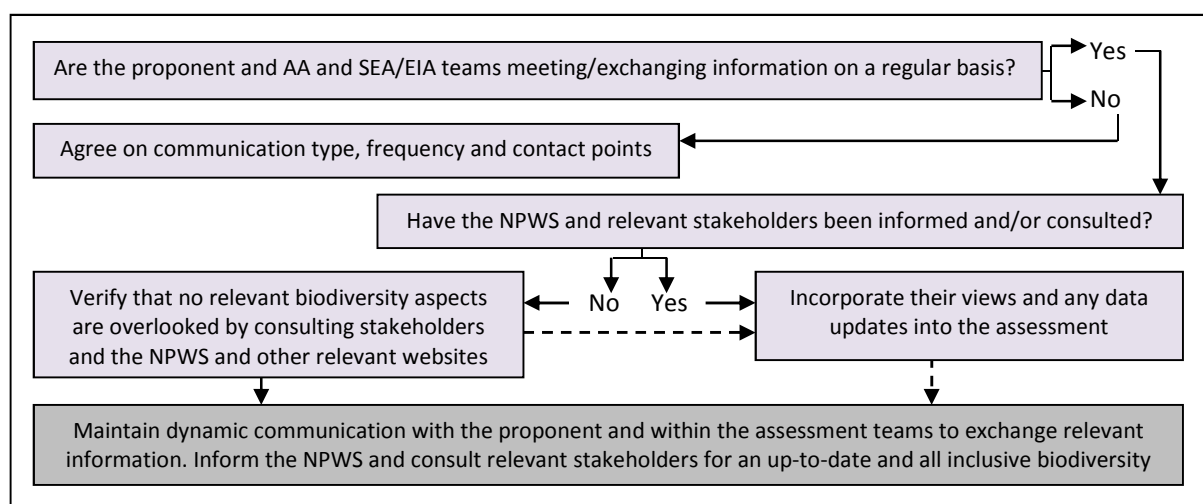 Are the proponent and AA and SEA/EIA teams meeting/exchanging information on a regular basis?
Yes
No
Agree on communication type, frequency and contact points
Have the NPWS and relevant stakeholders been informed and/or consulted?
Verify that no relevant biodiversity aspects
are overlooked by consulting stakeholders
and the NPWS and other relevant websites
No
Yes
Incorporate their views and any data
updates into the assessment
Maintain dynamic communication with the proponent and within the assessment teams to exchange relevant
information. Inform the NPWS and consult relevant stakeholders for an up-to-date and all inclusive biodiversity